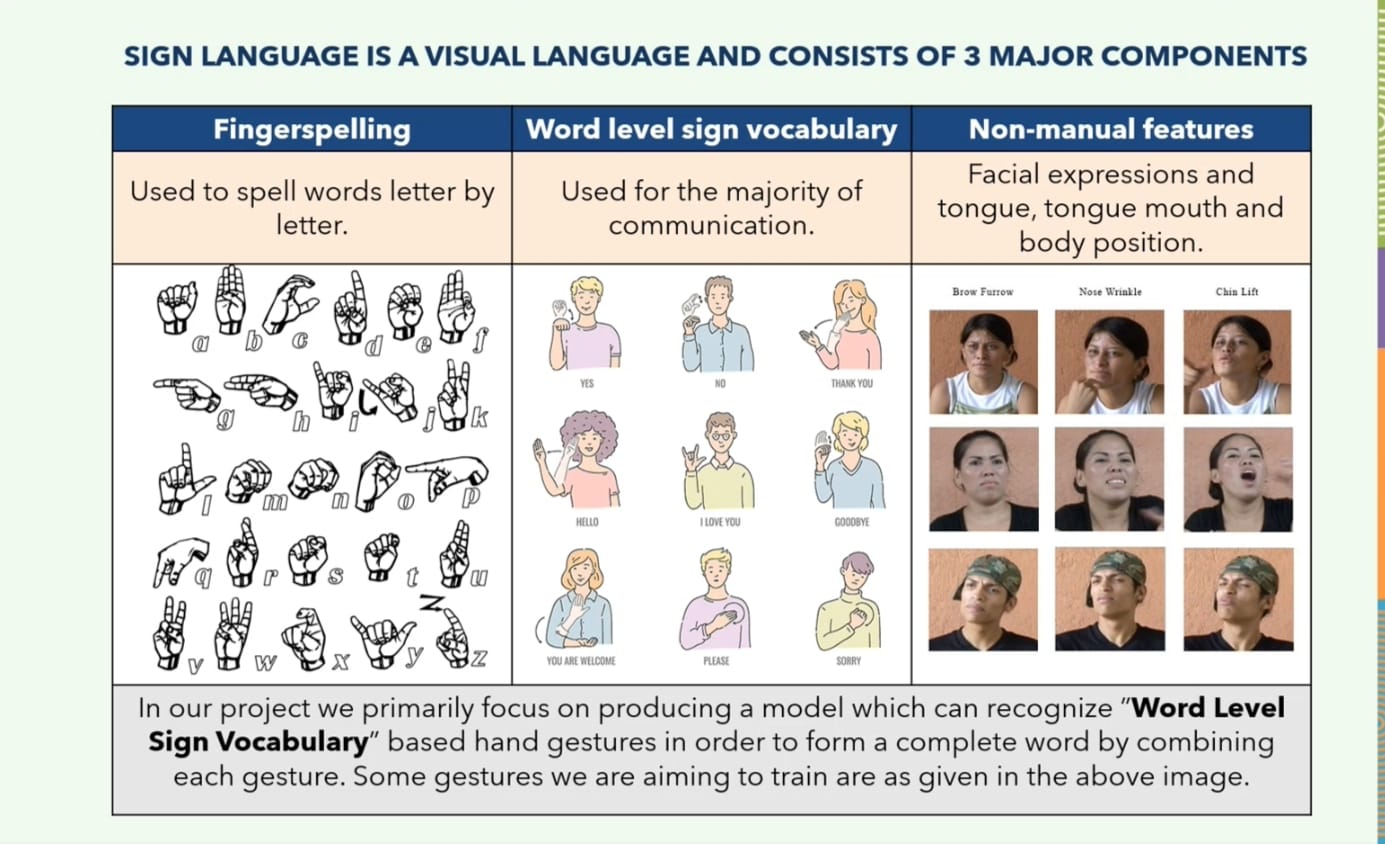 SIGN LANGUAGE IS A VISUAL LANGUAGE AND CONSISTS OF 3 MAJOR COMPONENTS
Fingerspelling
Word level sign vocabulary
Non-manual features
Used to spell words letter by
letter.
Used for the majority of
communication.
Facial expressions and
tongue, tongue mouth and
body position.
a b c d e f
g h i j k
l m n o p
q r s t u
v w x y z
Z
YES NO THANK YOU
HELLO I LOVE YOU GOODBYE
YOU ARE WELCOME PLEASE SORRY
Brow Furrow Nose Wrinkle Chin Lift
In our project we primarily focus on producing a model which can recognize "Word Level
Sign Vocabulary" based hand gestures in order to form a complete word by combining
each gesture. Some gestures we are aiming to train are as given in the above image.